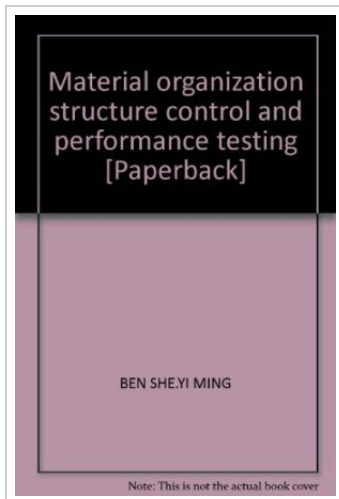 Material organization
structure control and
performance testing
[Paperback]
BEN SHE.YI MING
Note: This is not the actual book cover